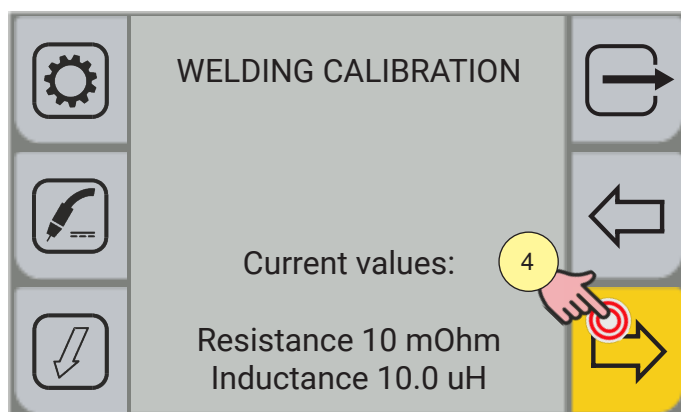 WELDING CALIBRATION
Current values:
4
Resistance 10 mOhm
Inductance 10.0 uH